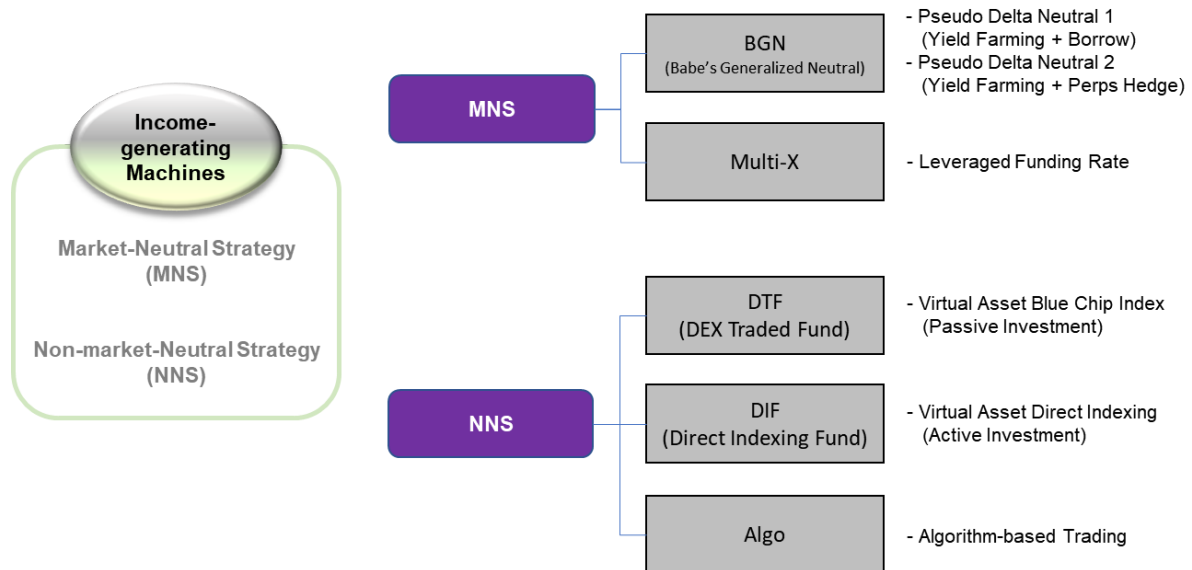 Income-
generating
Machines
Market-Neutral Strategy
(MNS)
Non-market-Neutral Strategy
(NNS)
MNS
BGN
(Babe's Generalized Neutral)
- Pseudo Delta Neutral 1
(Yield Farming + Borrow)
- Pseudo Delta Neutral 2
(Yield Farming + Perps Hedge)
Multi-X
- Leveraged Funding Rate
NNS
DTF
(DEX Traded Fund)
- Virtual Asset Blue Chip Index
(Passive Investment)
DIF
(Direct Indexing Fund)
- Virtual Asset Direct Indexing
(Active Investment)
Algo
- Algorithm-based Trading